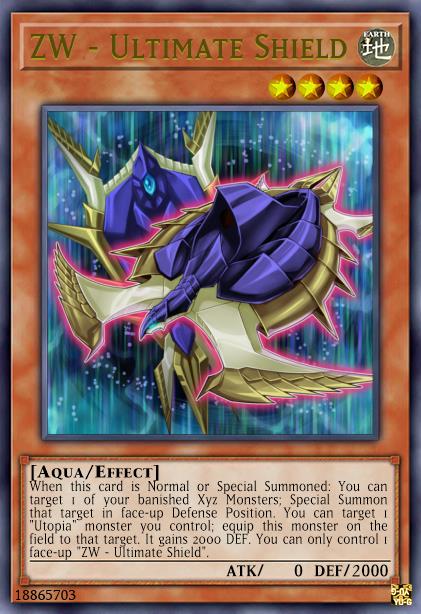 ZW - Ultimate Shield
EARTH
地
[Aqua/Effect]
When this card is Normal or Special Summoned: You can
target 1 of your banished Xyz Monsters; Special Summon
that target in face-up Defense Position. You can target 1
"Utopia" monster you control; equip this monster on the
field to that target. It gains 2000 DEF. You can only control 1
face-up "ZW - Ultimate Shield".
ATK/ 0 DEF/2000
18865703